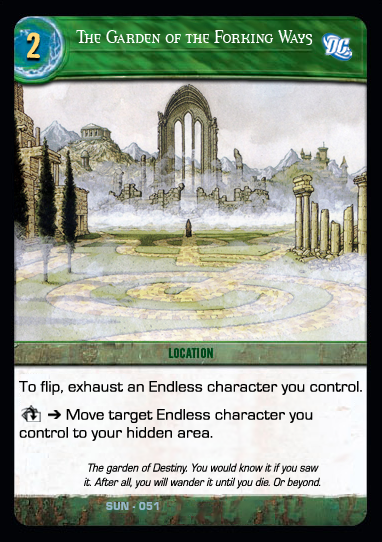 2
The Garden of the Forking Ways
DC
LOCATION
To flip, exhaust an Endless character you control.
➔ Move target Endless character you
control to your hidden area.
The garden of Destiny. You would know it if you saw
it. After all, you will wander it until you die. Or beyond.
SUN · 051